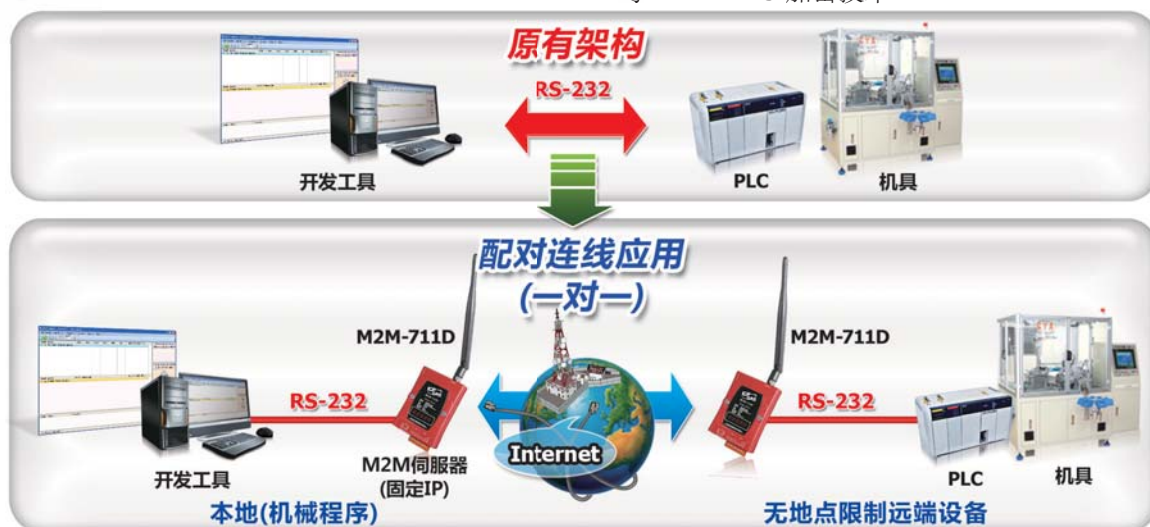 原有架构
RS-232
开发工具
PLC
机具
配对连线应用
(一对一)
M2M-711D
M2M-711D
RS-232
RS-232
Internet
开发工具
M2M伺服器
(固定IP)
PLC
机具
本地(机械程序)
无地点限制远端设备